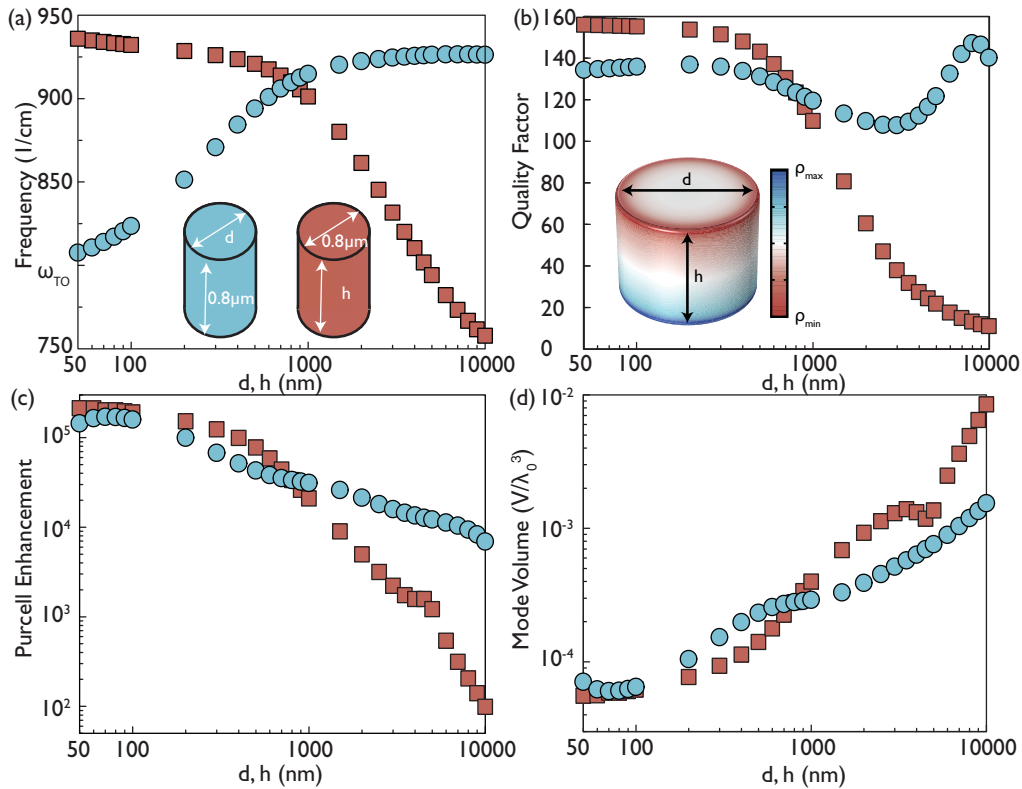 (a)
950
900
850
ω_TO
750
Frequency (1/cm)
d
0.8μm
0.8μm
h
50 100 1000 10000
d, h (nm)
(b)
160
140
120
100
80
60
40
20
0
Quality Factor
d
h
ρ_max
ρ_min
50 100 1000 10000
d, h (nm)
(c)
10^5
10^4
10^3
10^2
Purcell Enhancement
50 100 1000 10000
d, h (nm)
(d)
10^-2
10^-3
10^-4
Mode Volume (V/λ_0^3)
50 100 1000 10000
d, h (nm)